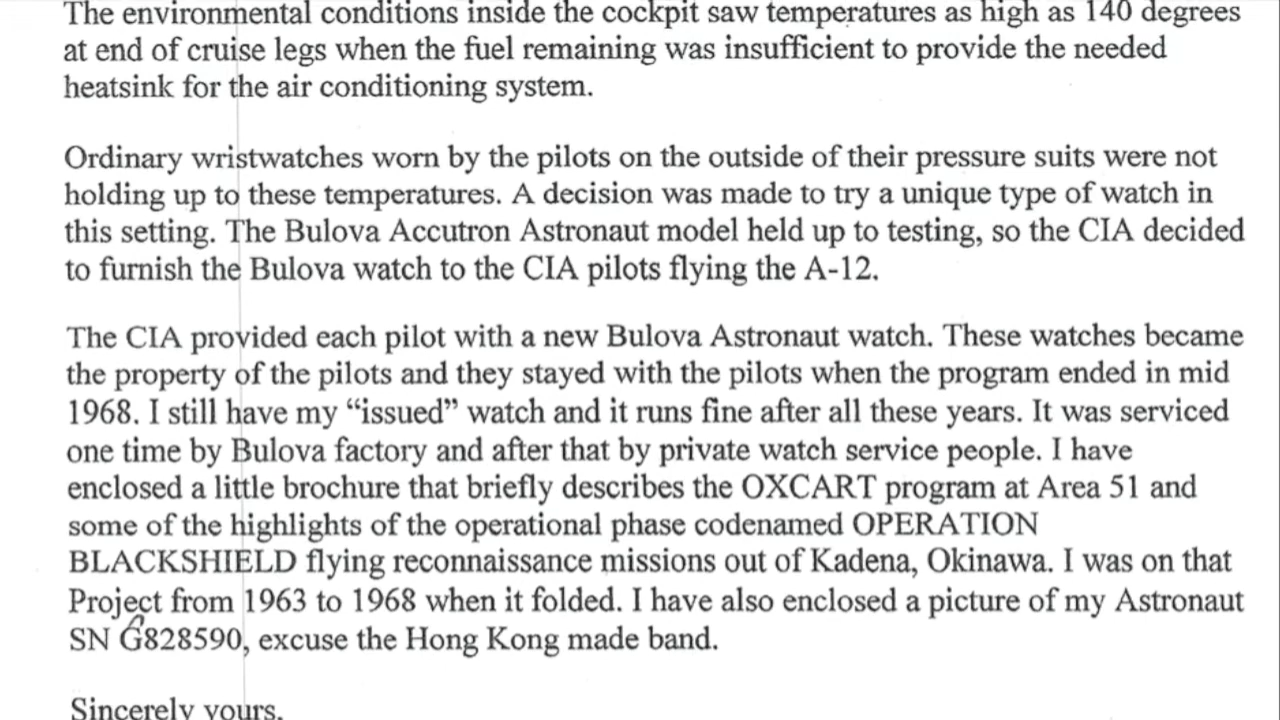 The environmental conditions inside the cockpit saw temperatures as high as 140 degrees
at end of cruise legs when the fuel remaining was insufficient to provide the needed
heatsink for the air conditioning system.
Ordinary wristwatches worn by the pilots on the outside of their pressure suits were not
holding up to these temperatures. A decision was made to try a unique type of watch in
this setting. The Bulova Accutron Astronaut model held up to testing, so the CIA decided
to furnish the Bulova watch to the CIA pilots flying the A-12.
The CIA provided each pilot with a new Bulova Astronaut watch. These watches became
the property of the pilots and they stayed with the pilots when the program ended in mid
1968. I still have my “issued” watch and it runs fine after all these years. It was serviced
one time by Bulova factory and after that by private watch service people. I have
enclosed a little brochure that briefly describes the OXCART program at Area 51 and
some of the highlights of the operational phase codenamed OPERATION
BLACKSHIELD flying reconnaissance missions out of Kadena, Okinawa. I was on that
Project from 1963 to 1968 when it folded. I have also enclosed a picture of my Astronaut
SN G828590, excuse the Hong Kong made band.
Sincerely yours,